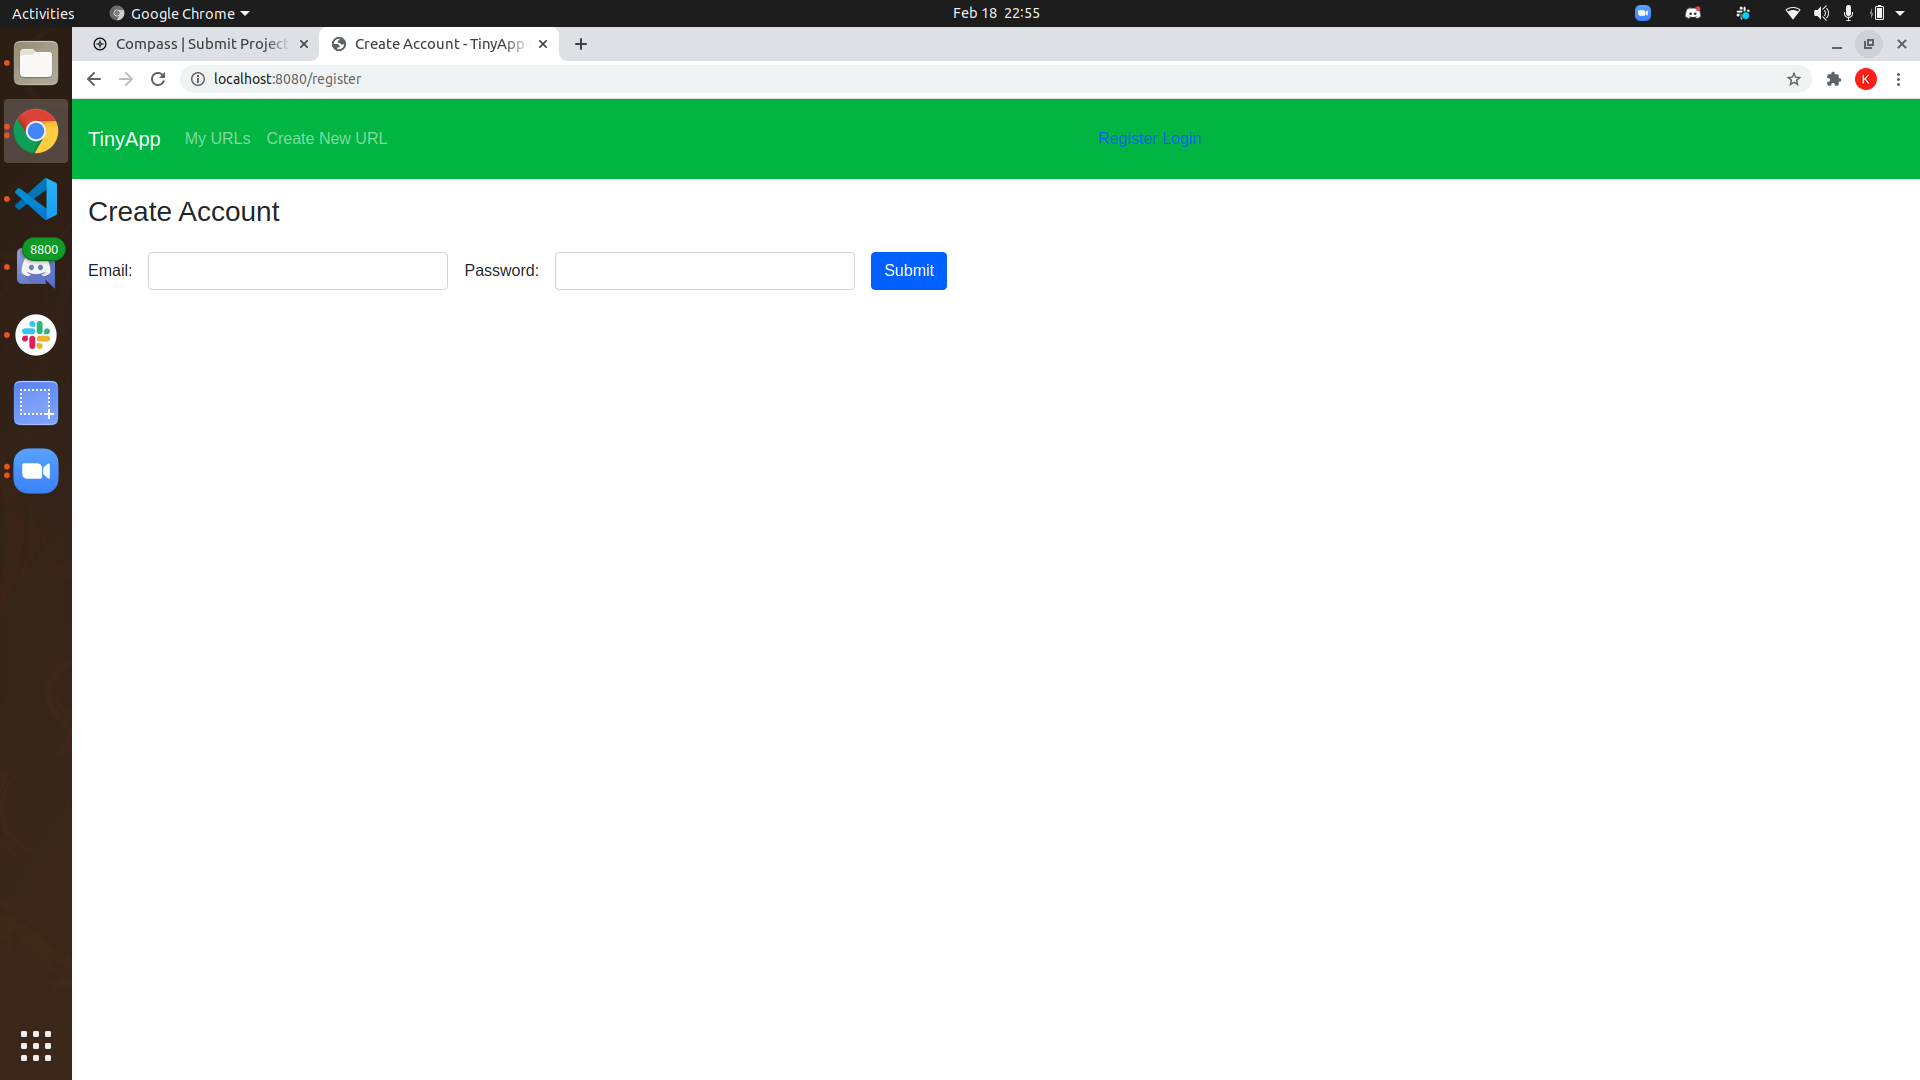 Activities Google Chrome Feb 18 22:55
Compass | Submit Project Create Account - TinyApp
localhost:8080/register K
TinyApp My URLs Create New URL Register Login
Create Account
8800
Email: Password: Submit